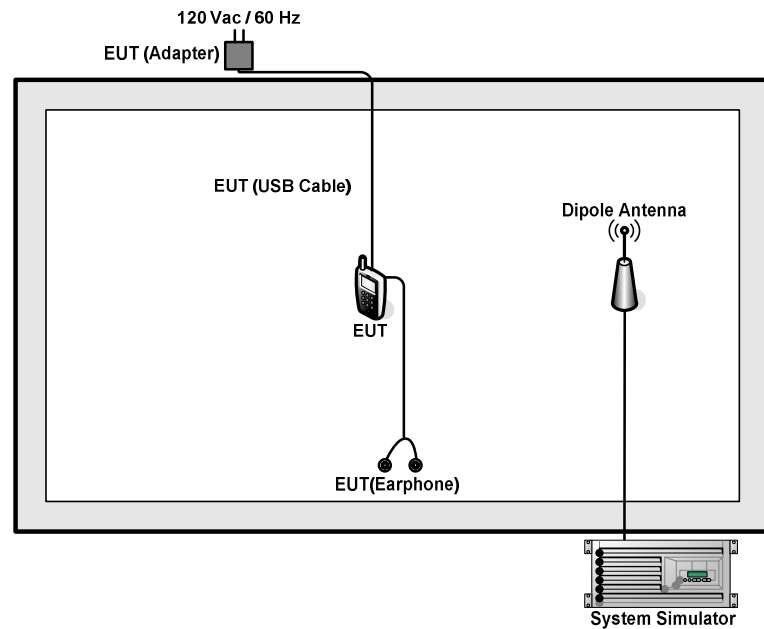 120 Vac / 60 Hz
EUT (Adapter)
EUT (USB Cable)
Dipole Antenna
EUT
EUT(Earphone)
System Simulator